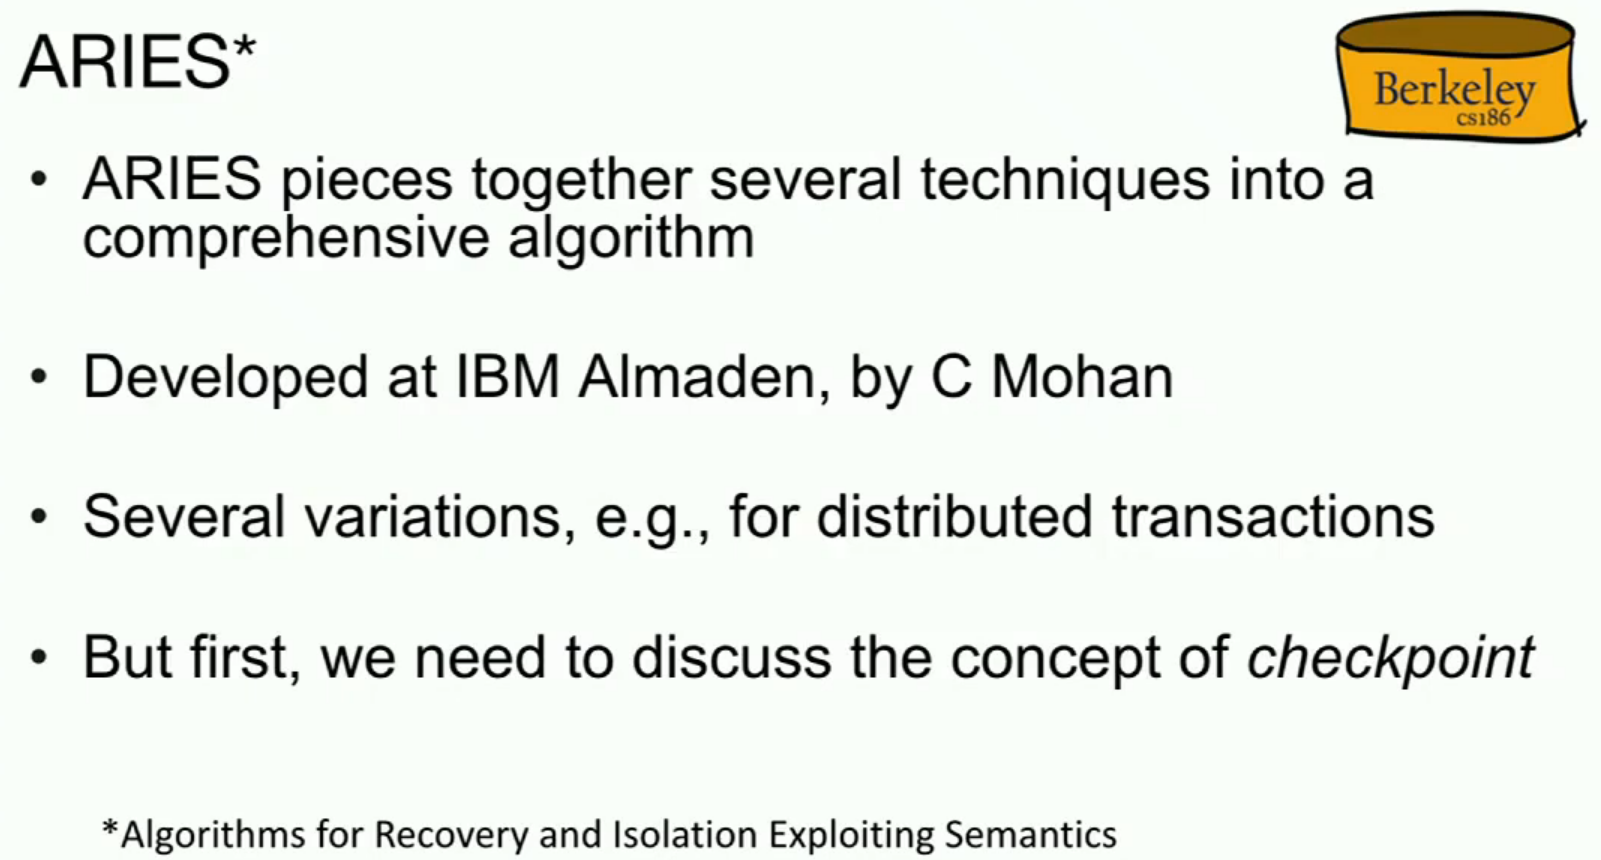 ARIES*
Berkeley
cs186
• ARIES pieces together several techniques into a
comprehensive algorithm
• Developed at IBM Almaden, by C Mohan
• Several variations, e.g., for distributed transactions
• But first, we need to discuss the concept of checkpoint
*Algorithms for Recovery and Isolation Exploiting Semantics